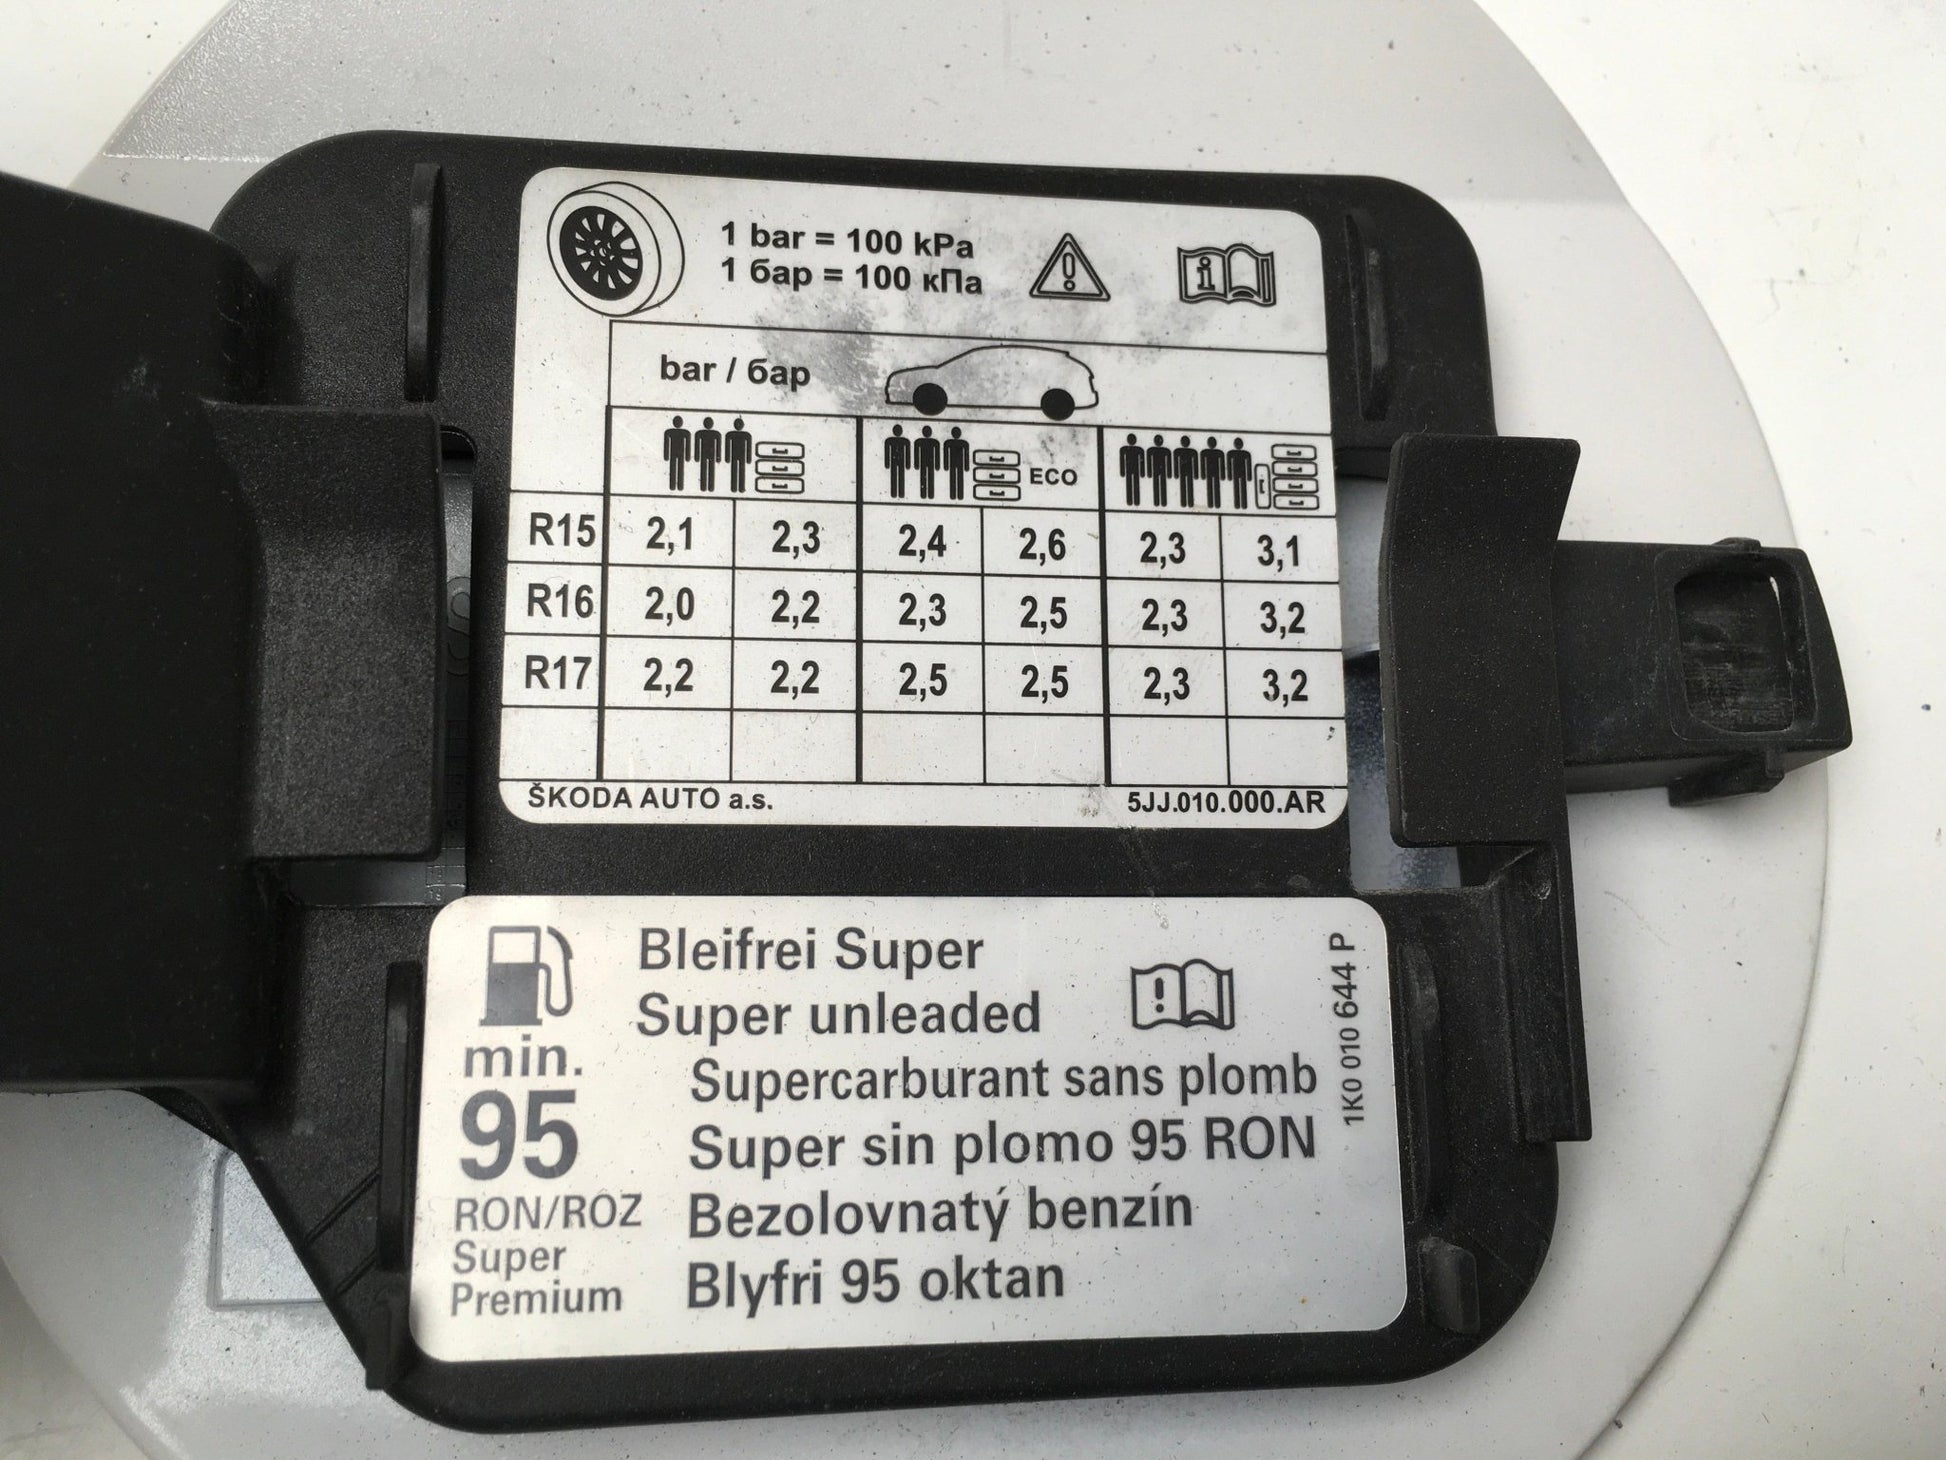 1 bar = 100 kPa
1 бар = 100 кПа
bar / бар
ECO
R15 2,1 2,3 2,4 2,6 2,3 3,1
R16 2,0 2,2 2,3 2,5 2,3 3,2
R17 2,2 2,2 2,5 2,5 2,3 3,2
ŠKODA AUTO a.s. 5JJ.010.000.AR
min.
95
RON/ROZ
Super
Premium
Bleifrei Super
Super unleaded
Supercarburant sans plomb
Super sin plomo 95 RON
Bezolovnatý benzín
Blyfri 95 oktan
1K0 010 644 P